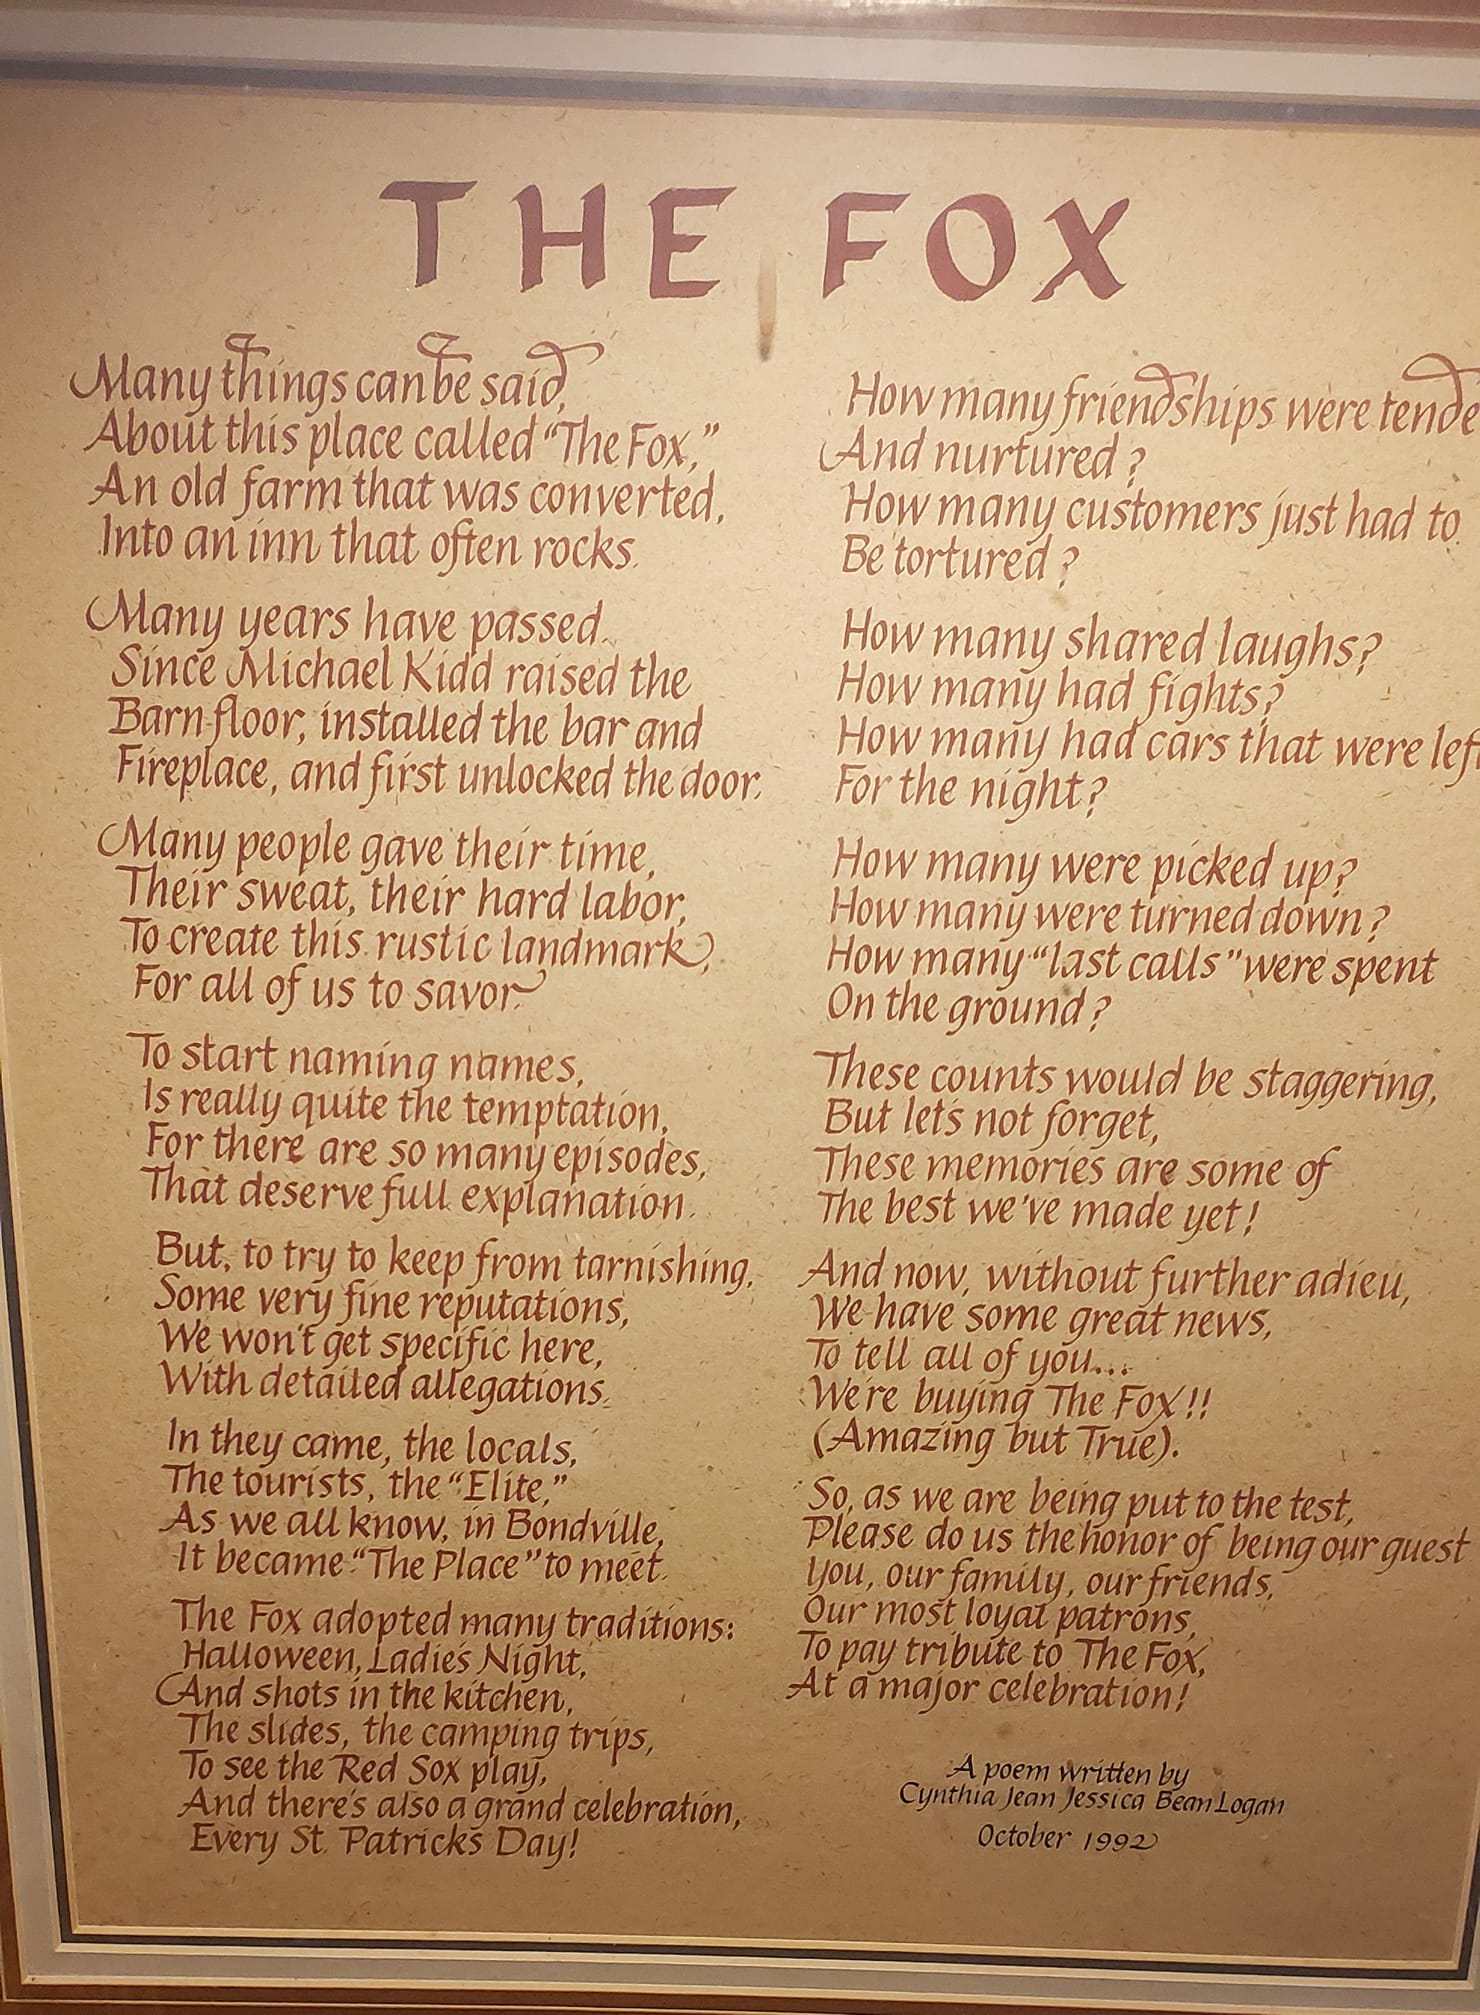 THE FOX
Many things can be said,
About this place called "The Fox,"
An old farm that was converted,
Into an inn that often rocks.
Many years have passed
Since Michael Kidd raised the
Barn floor, installed the bar and
Fireplace, and first unlocked the door.
Many people gave their time,
Their sweat, their hard labor,
To create this rustic landmark,
For all of us to savor.
To start naming names,
Is really quite the temptation,
For there are so many episodes,
That deserve full explanation.
But, to try to keep from tarnishing,
Some very fine reputations,
We won't get specific here,
With detailed allegations.
In they came, the locals,
The tourists, the "Elite,"
As we all know, in Bondville,
It became "The Place" to meet.
The Fox adopted many traditions:
Halloween, Ladie's Night,
And shots in the kitchen,
The slides, the camping trips,
To see the Red Sox play,
And there's also a grand celebration,
Every St. Patrick's Day!
How many friendships were tende
And nurtured?
How many customers just had to
Be tortured?
How many shared laughs?
How many had fights?
How many had cars that were lef
For the night?
How many were picked up?
How many were turned down?
How many "last calls" were spent
On the ground?
These counts would be staggering,
But let's not forget,
These memories are some of
The best we've made yet!
And now, without further adieu,
We have some great news,
To tell all of you...
We're buying The Fox!!
(Amazing but True).
So, as we are being put to the test,
Please do us the honor of being our guest
You, our family, our friends,
Our most loyal patrons,
To pay tribute to The Fox,
At a major celebration!
A poem written by
Cynthia Jean Jessica Bean Logan
October 1992